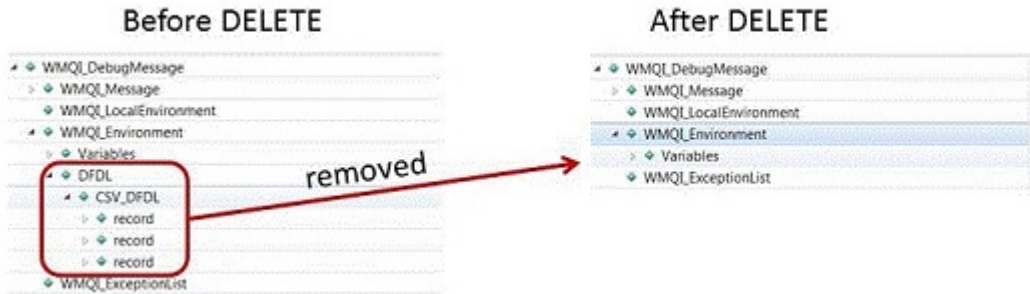 Before DELETE
WMQI_DebugMessage
WMQI_Message
WMQI_LocalEnvironment
WMQI_Environment
Variables
DFDL
CSV_DFDL
record
record
record
WMQI_ExceptionList
removed
After DELETE
WMQI_DebugMessage
WMQI_Message
WMQI_LocalEnvironment
WMQI_Environment
Variables
WMQI_ExceptionList